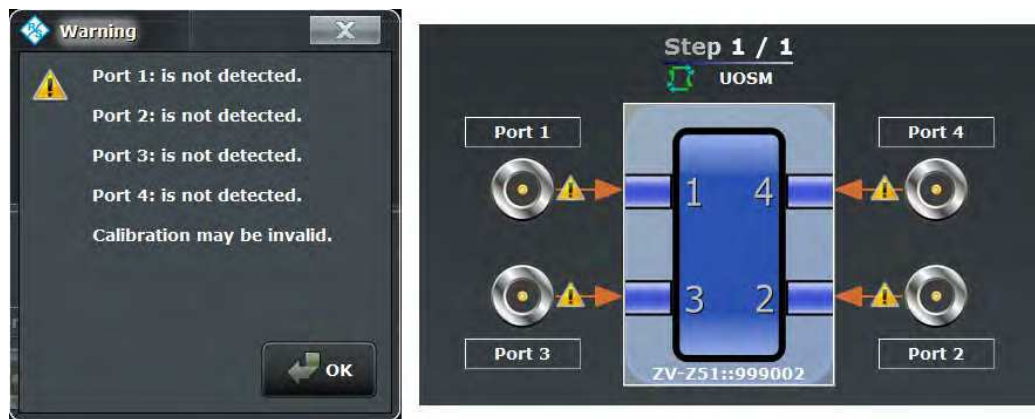 Warning
Port 1: is not detected.
Port 2: is not detected.
Port 3: is not detected.
Port 4: is not detected.
Calibration may be invalid.
OK
Step 1 / 1
UOSM
Port 1
Port 4
1 4
3 2
Port 3
Port 2
ZV-Z51::999002